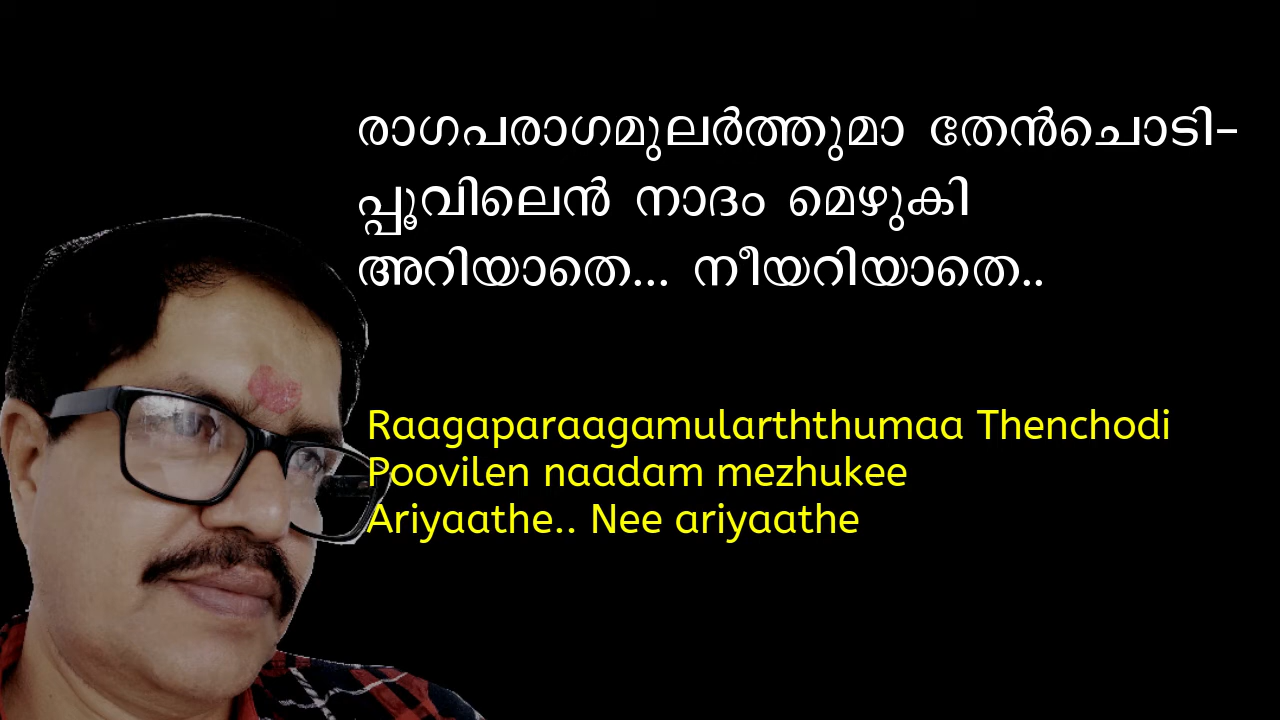 രാഗപരാഗമുലർത്തുമാ തേൻചൊടി-
പ്പൂവിലെൻ നാദം മെഴുകി
അറിയാതെ... നീയറിയാതെ..
Raagaparaagamularththumaa Thenchodi
Poovilen naadam mezhukee
Ariyaathe.. Nee ariyaathe